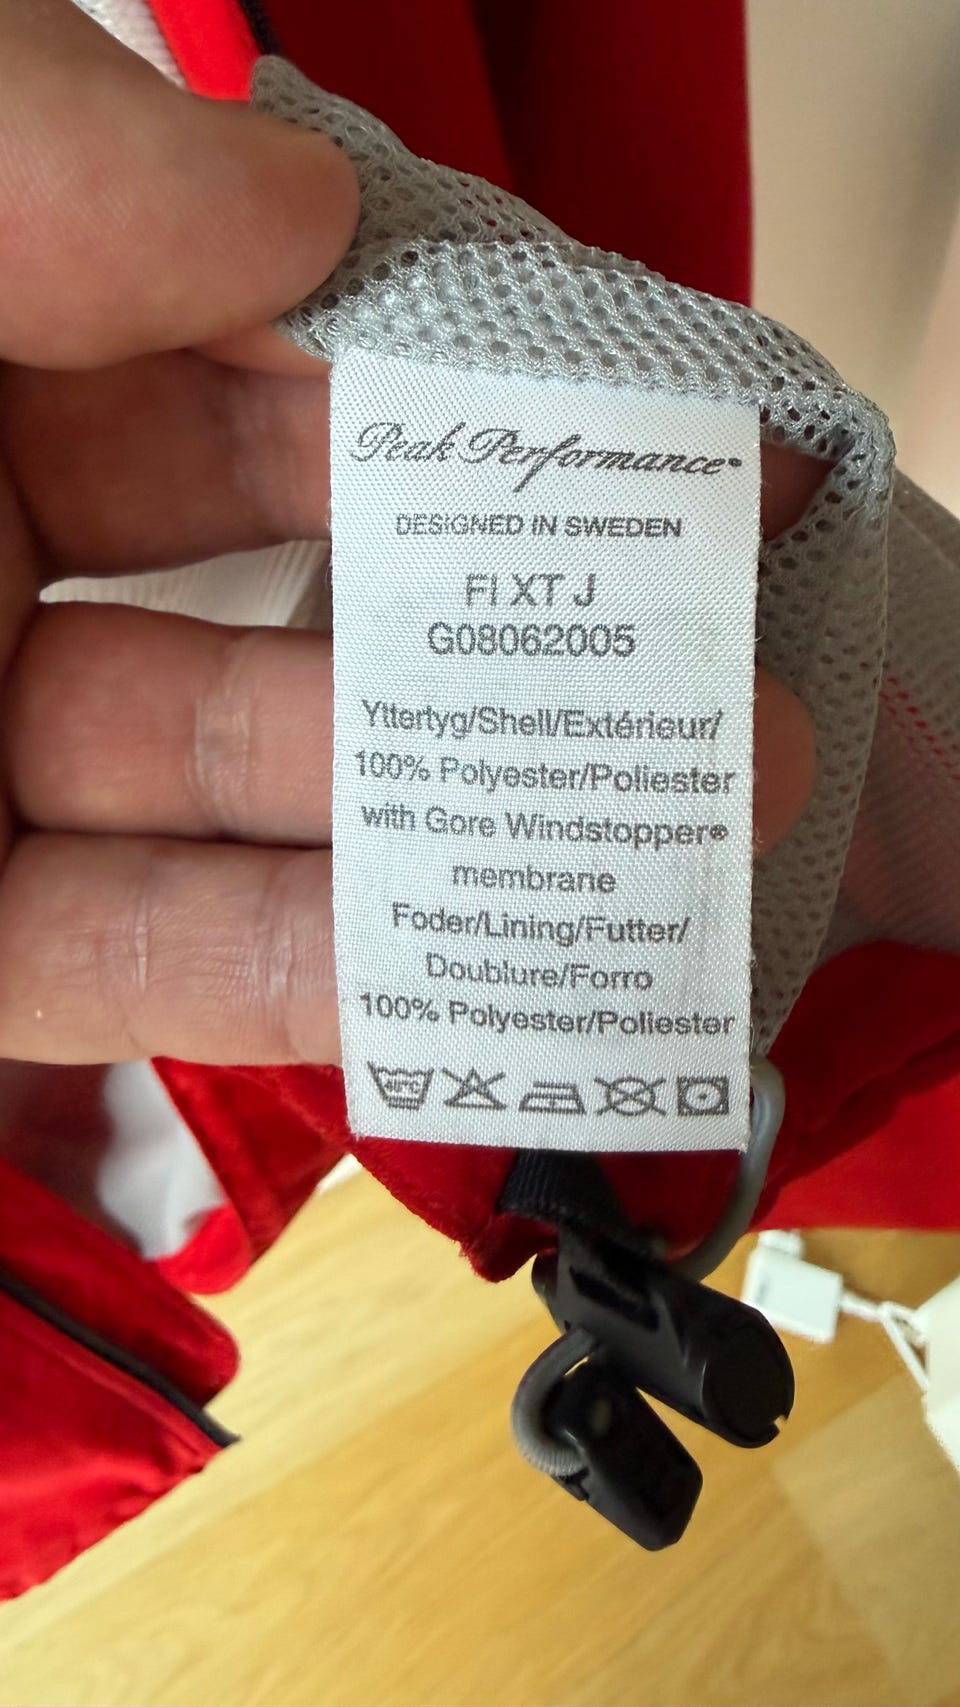 Peak Performance®
DESIGNED IN SWEDEN
FI XT J
G08062005
Yttertyg/Shell/Extérieur/
100% Polyester/Poliester
with Gore Windstopper®
membrane
Foder/Lining/Futter/
Doublure/Forro
100% Polyester/Poliester
40°C